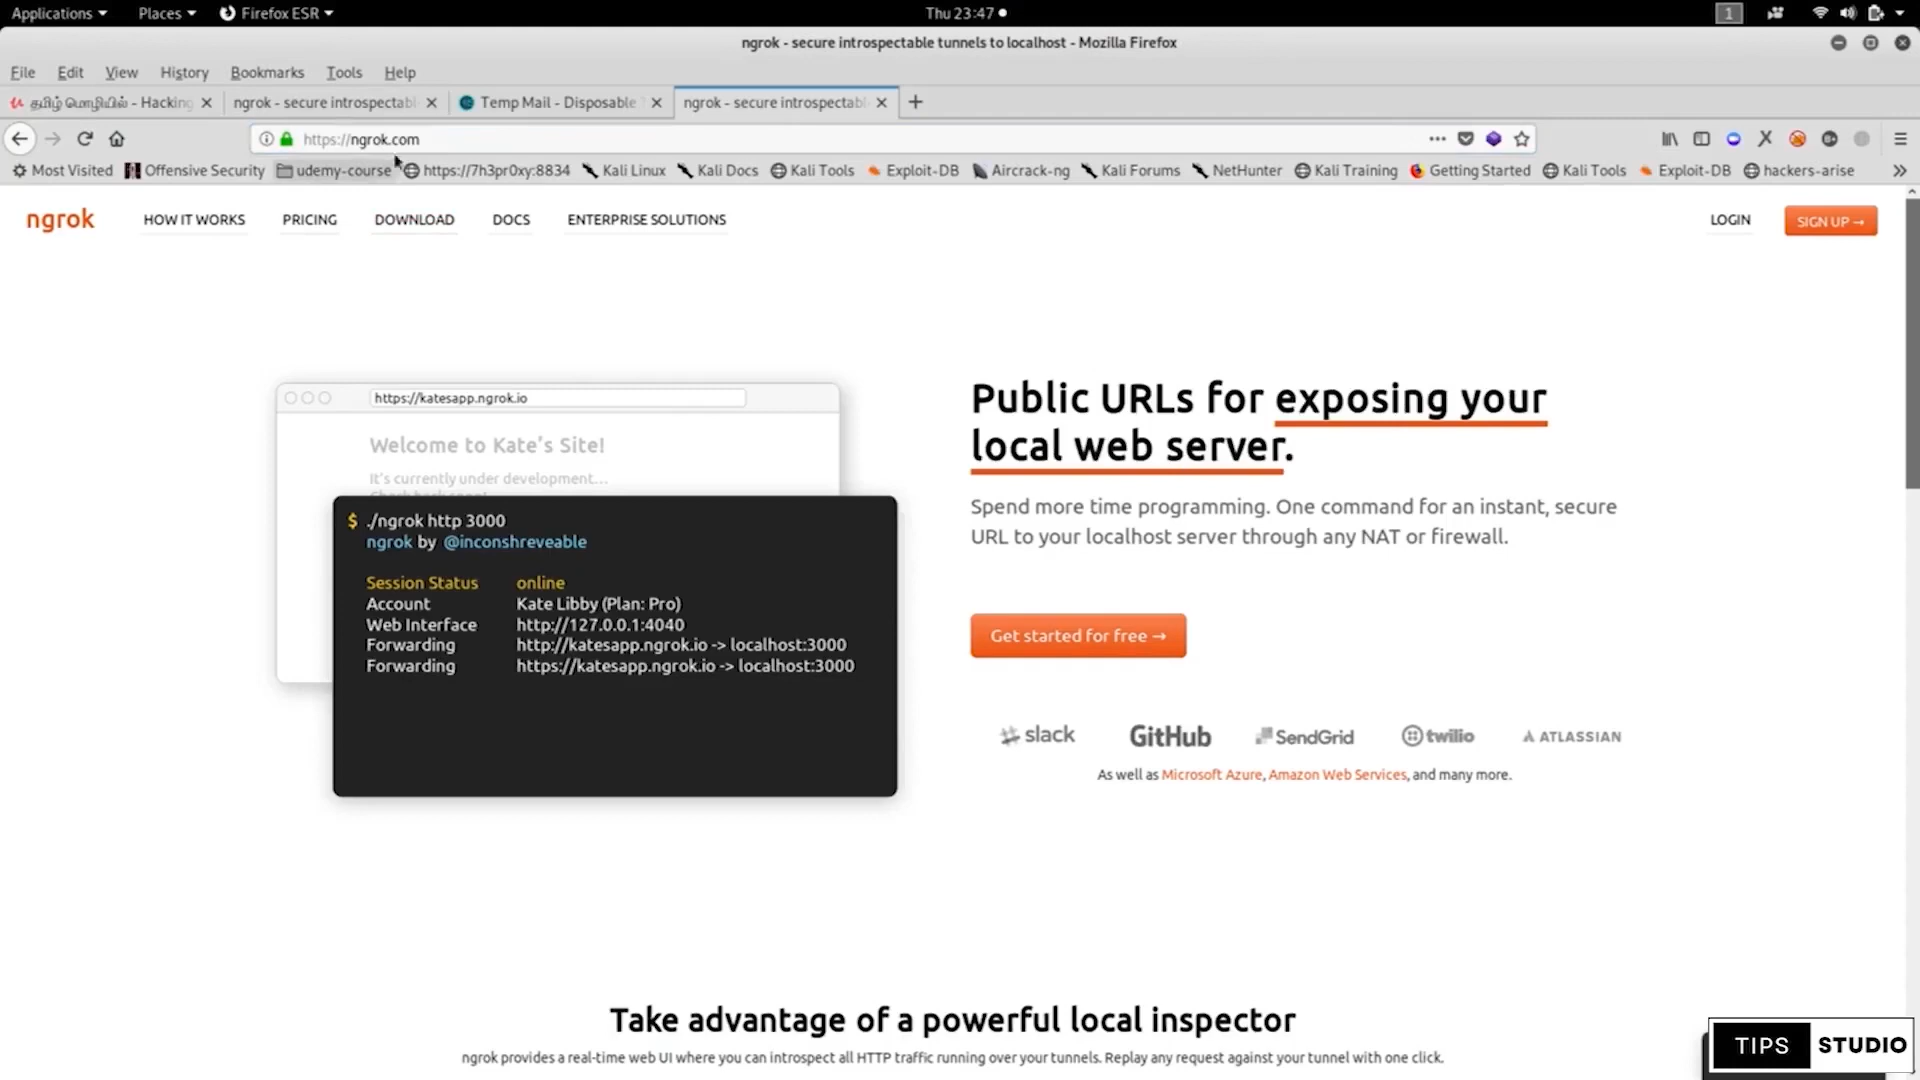 Applications Places Firefox ESR Thu 23:47 1
ngrok - secure introspectable tunnels to localhost - Mozilla Firefox
File Edit View History Bookmarks Tools Help
தமிழ் மொழியில் - Hacking ngrok - secure introspectabl Temp Mail - Disposable ngrok - secure introspectabl
https://ngrok.com
Most Visited Offensive Security udemy-course https://7h3pr0xy:8834 Kali Linux Kali Docs Kali Tools Exploit-DB Aircrack-ng Kali Forums NetHunter Kali Training Getting Started Kali Tools Exploit-DB hackers-arise
ngrok HOW IT WORKS PRICING DOWNLOAD DOCS ENTERPRISE SOLUTIONS LOGIN SIGN UP →
https://katesapp.ngrok.io
Welcome to Kate's Site!
It's currently under development...
$ ./ngrok http 3000
ngrok by @inconshreveable
Session Status online
Account Kate Libby (Plan: Pro)
Web Interface http://127.0.0.1:4040
Forwarding http://katesapp.ngrok.io -> localhost:3000
Forwarding https://katesapp.ngrok.io -> localhost:3000
Public URLs for exposing your
local web server.
Spend more time programming. One command for an instant, secure
URL to your localhost server through any NAT or firewall.
Get started for free →
slack GitHub SendGrid twilio ATLASSIAN
As well as Microsoft Azure, Amazon Web Services, and many more.
Take advantage of a powerful local inspector
ngrok provides a real-time web UI where you can introspect all HTTP traffic running over your tunnels. Replay any request against your tunnel with one click.
TIPS STUDIO